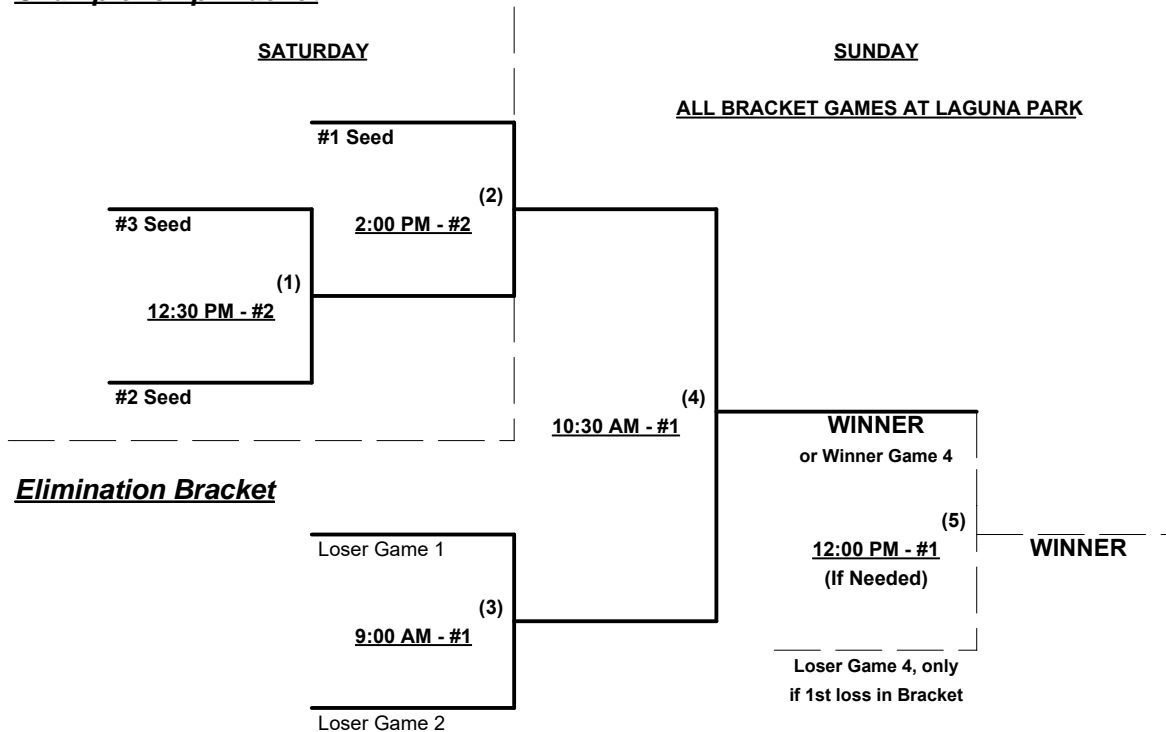 SATURDAY
SUNDAY
ALL BRACKET GAMES AT LAGUNA PARK
#1 Seed
(2)
2:00 PM - #2
#3 Seed
(1)
12:30 PM - #2
#2 Seed
(4)
10:30 AM - #1
WINNER
or Winner Game 4
Elimination Bracket
(5)
12:00 PM - #1
(If Needed)
WINNER
Loser Game 1
(3)
9:00 AM - #1
Loser Game 4, only
if 1st loss in Bracket
Loser Game 2